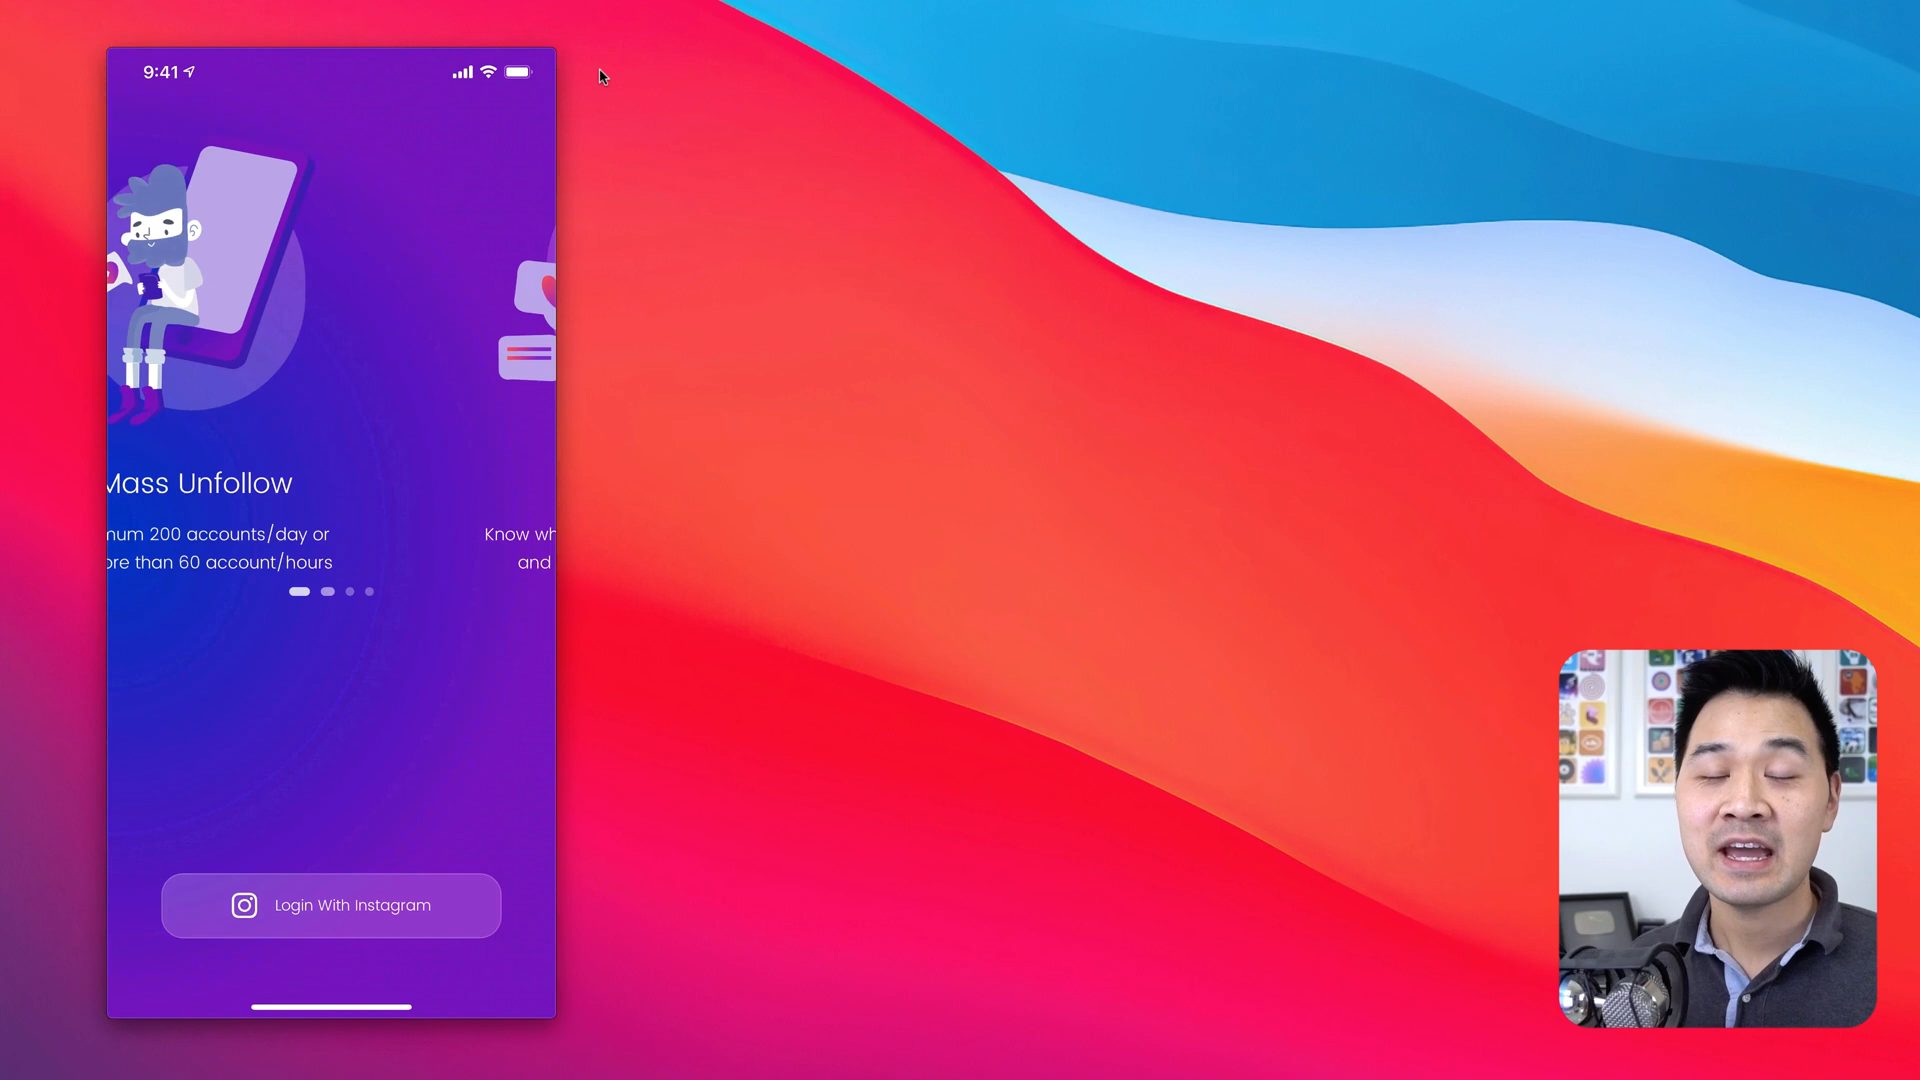 9:41
Mass Unfollow
mum 200 accounts/day or
ore than 60 account/hours
Know wh
and
Login With Instagram